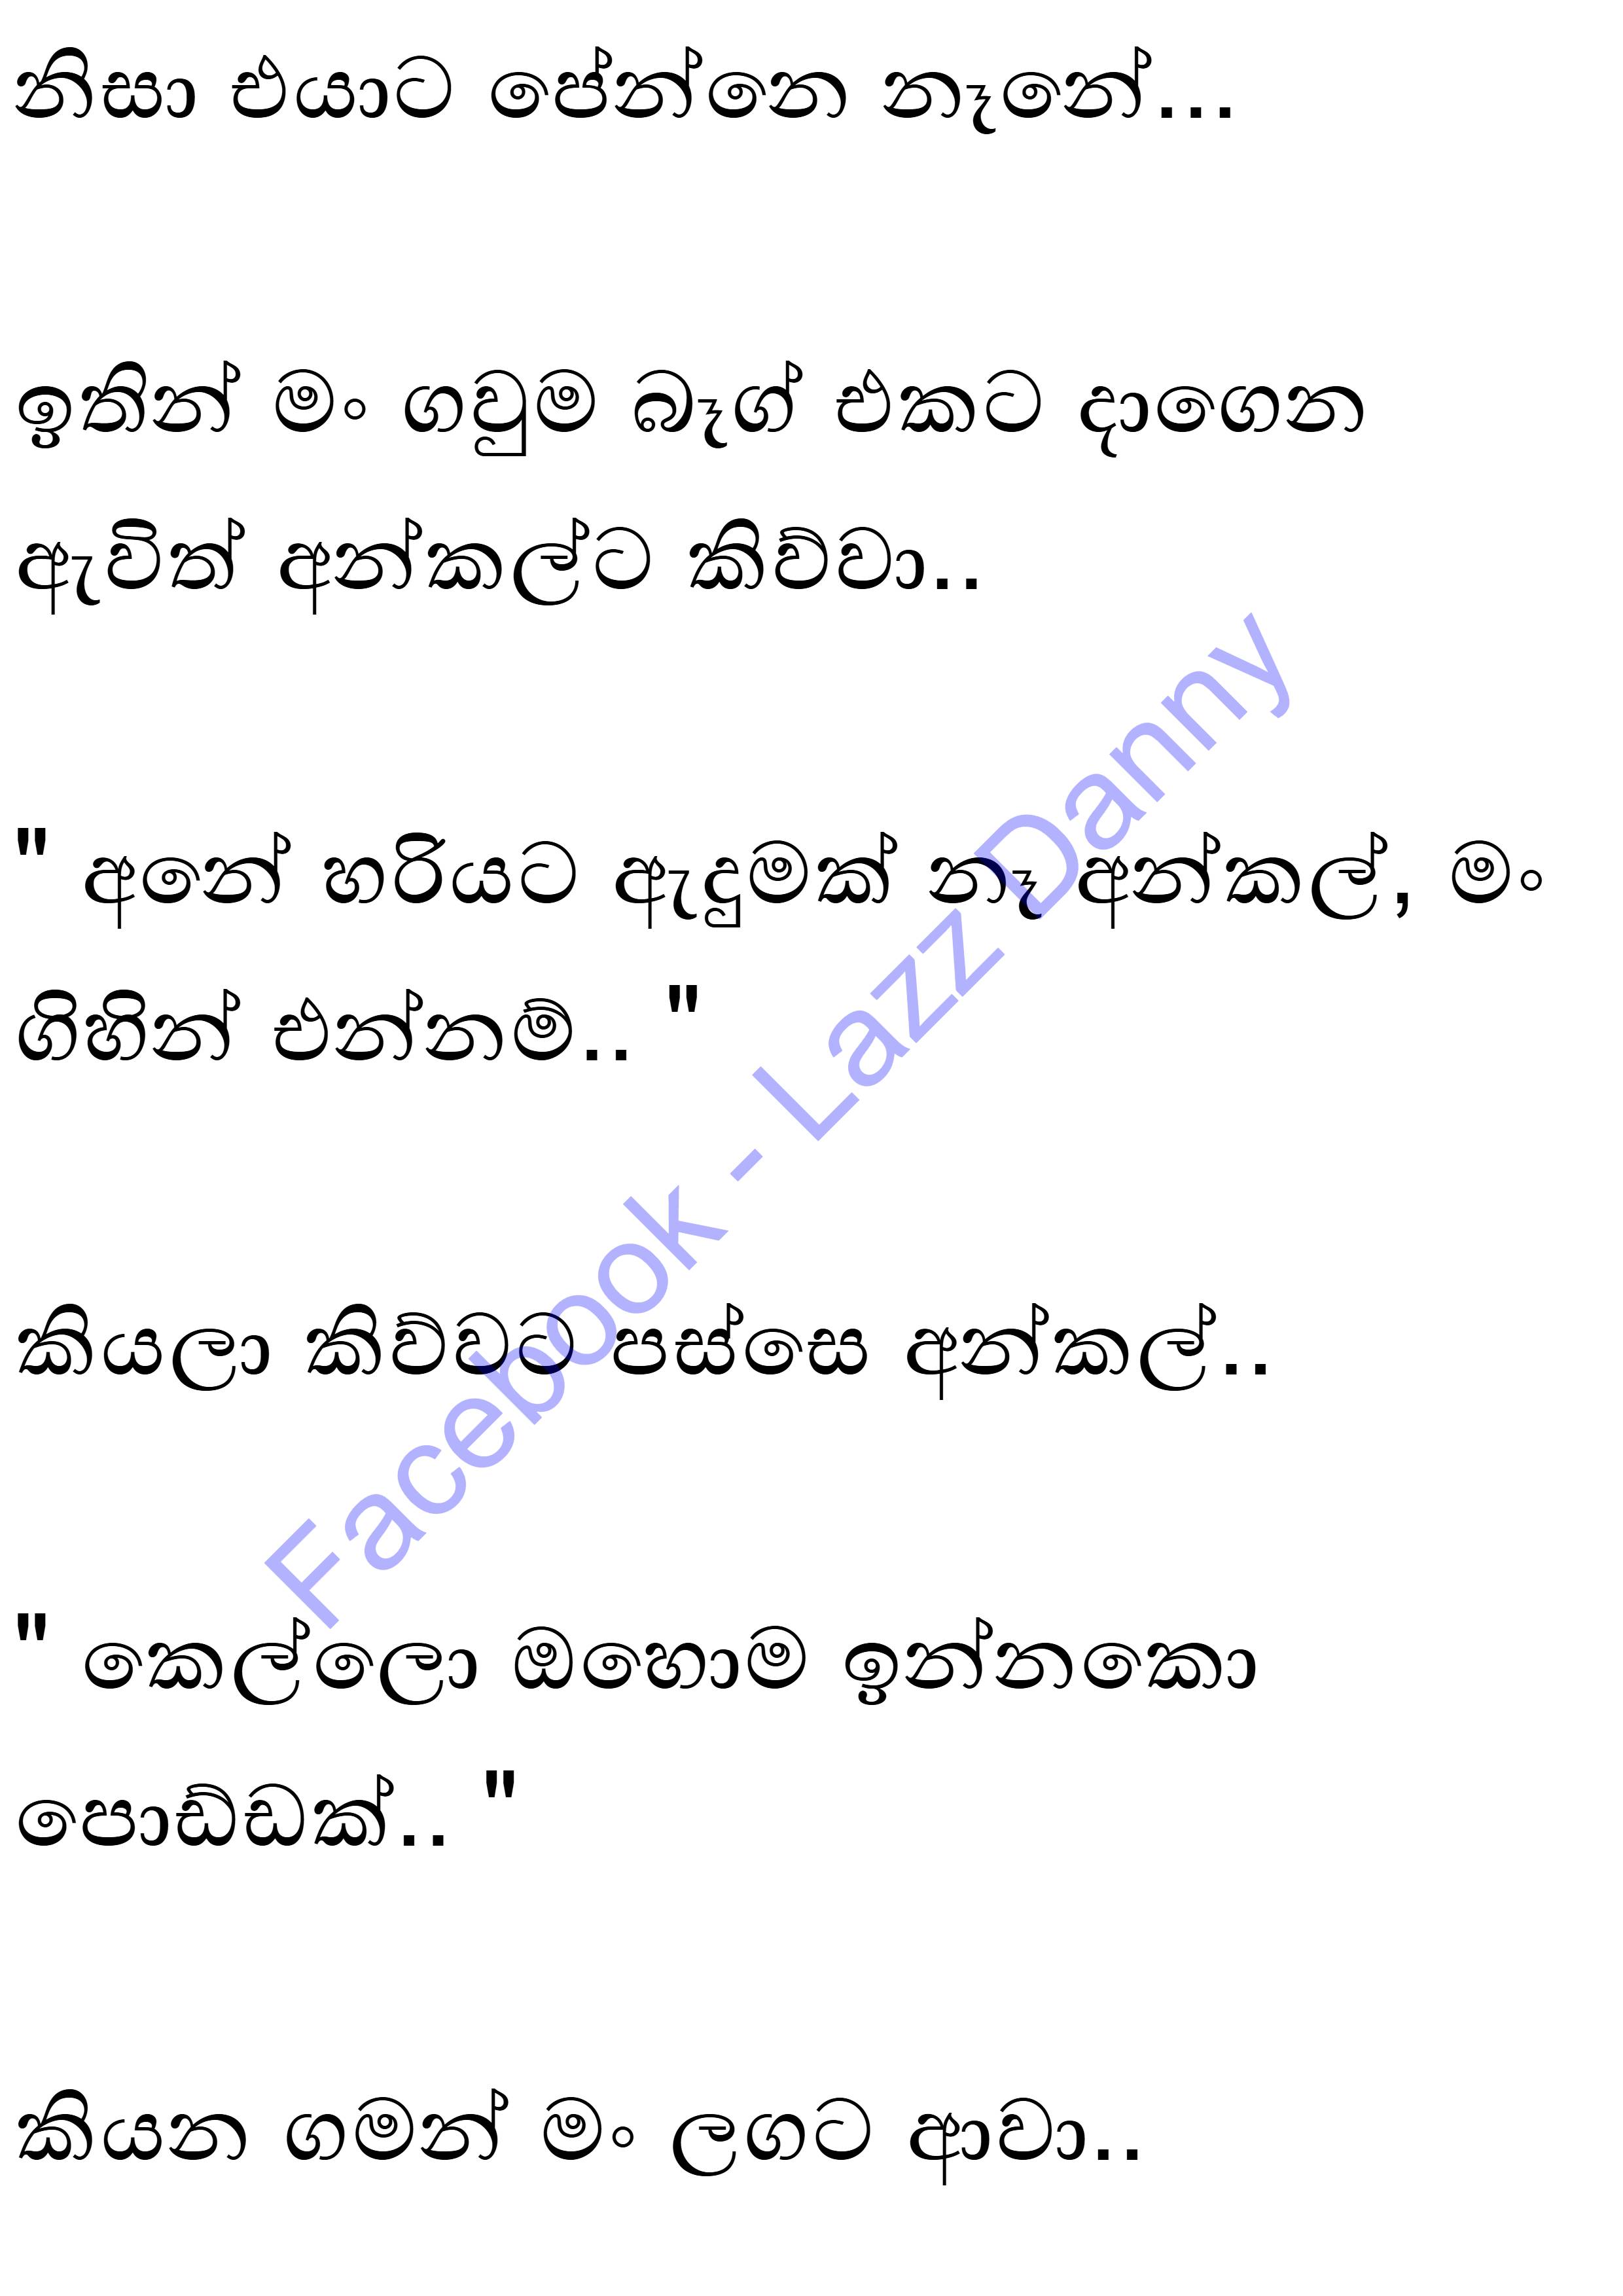 නිසා එයාට පේන්නෙ නෑනේ...
ඉතින් මං ගවුම බෑග් එකට දාගෙන
ඇවිත් අන්කල්ට කිව්වා..
" අනේ හරියට ඇදුමක් නෑ අන්කල්, මං
ගිහින් එන්නම්.. "
කියලා කිව්වට පස්සෙ අන්කල්..
" කෙල්ලො ඔහොම ඉන්නකො
පොඩ්ඩක්.. "
කියන ගමන් මං ලගට ආවා..
Facebook - Lazz Danny